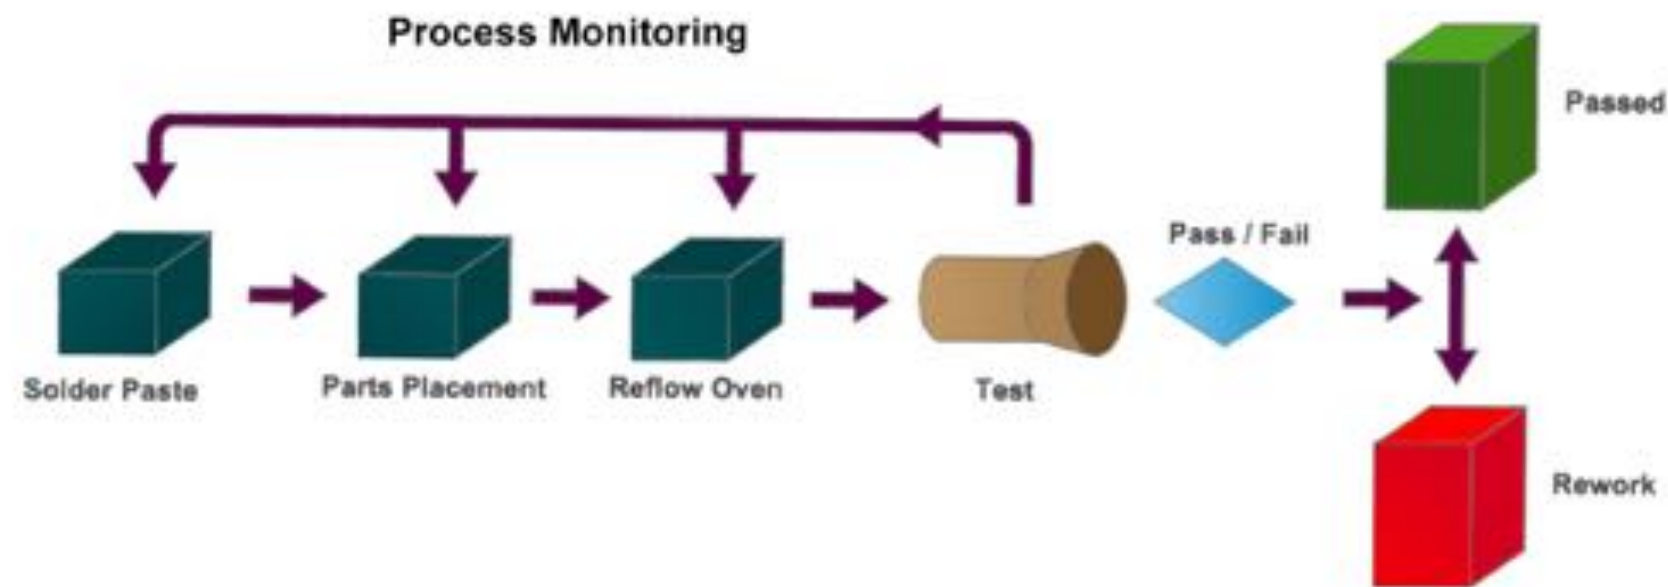 Process Monitoring
Passed
Pass / Fail
Solder Paste
Parts Placement
Reflow Oven
Test
Rework